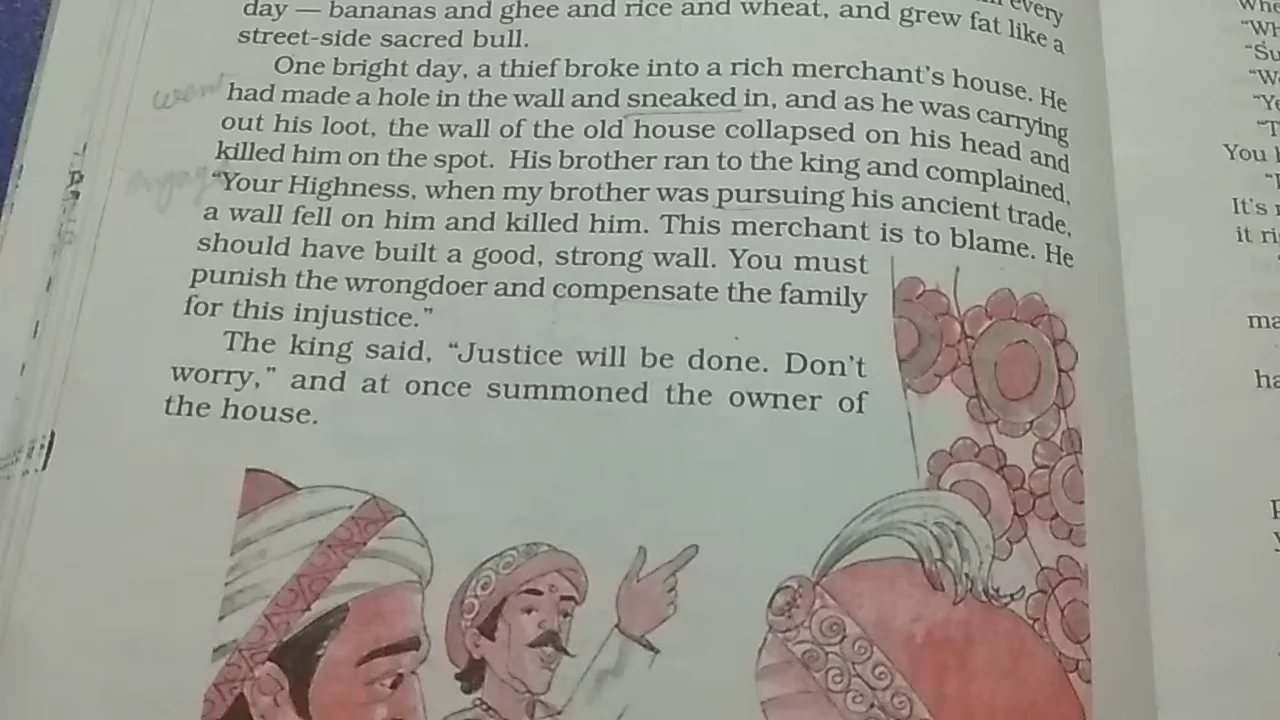 every
day — bananas and ghee and rice and wheat, and grew fat like a
street-side sacred bull.
One bright day, a thief broke into a rich merchant's house. He
had made a hole in the wall and sneaked in, and as he was carrying
out his loot, the wall of the old house collapsed on his head and
killed him on the spot. His brother ran to the king and complained,
“Your Highness, when my brother was pursuing his ancient trade,
a wall fell on him and killed him. This merchant is to blame. He
should have built a good, strong wall. You must
punish the wrongdoer and compensate the family
for this injustice.”
The king said, “Justice will be done. Don't
worry,” and at once summoned the owner of
the house.
went
You
It's